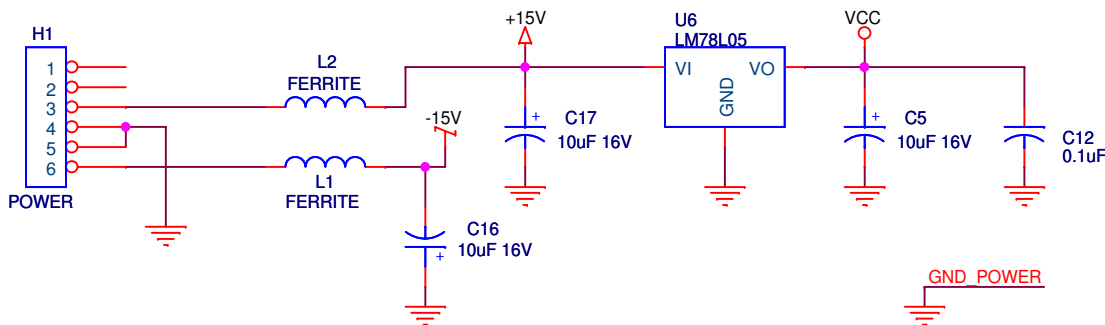 H1
1
2
3
4
5
6
POWER
L2
FERRITE
L1
FERRITE
-15V
C16
10uF 16V
+
+15V
C17
10uF 16V
+
U6
LM78L05
VI
VO
GND
VCC
C5
10uF 16V
+
C12
0.1uF
GND_POWER